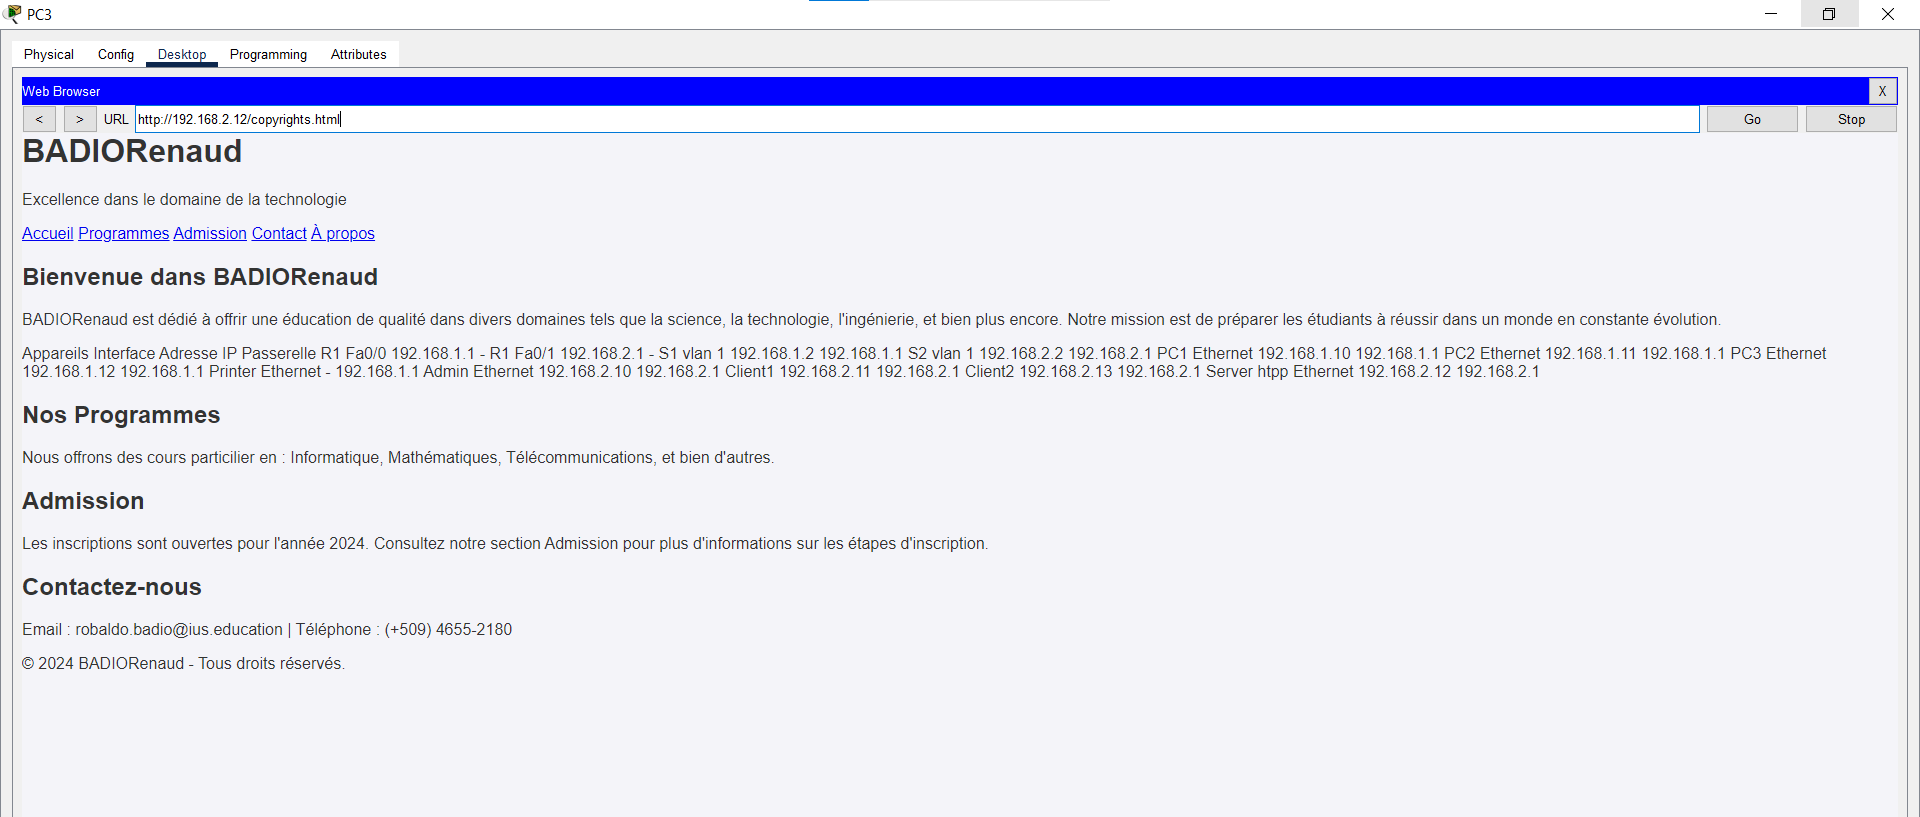 PC3
Physical Config Desktop Programming Attributes
Web Browser X
< > URL http://192.168.2.12/copyrights.html Go Stop
BADIORenaud
Excellence dans le domaine de la technologie
Accueil Programmes Admission Contact À propos
Bienvenue dans BADIORenaud
BADIORenaud est dédié à offrir une éducation de qualité dans divers domaines tels que la science, la technologie, l'ingénierie, et bien plus encore. Notre mission est de préparer les étudiants à réussir dans un monde en constante évolution.
Appareils Interface Adresse IP Passerelle R1 Fa0/0 192.168.1.1 - R1 Fa0/1 192.168.2.1 - S1 vlan 1 192.168.1.2 192.168.1.1 S2 vlan 1 192.168.2.2 192.168.2.1 PC1 Ethernet 192.168.1.10 192.168.1.1 PC2 Ethernet 192.168.1.11 192.168.1.1 PC3 Ethernet
192.168.1.12 192.168.1.1 Printer Ethernet - 192.168.1.1 Admin Ethernet 192.168.2.10 192.168.2.1 Client1 192.168.2.11 192.168.2.1 Client2 192.168.2.13 192.168.2.1 Server htpp Ethernet 192.168.2.12 192.168.2.1
Nos Programmes
Nous offrons des cours particilier en : Informatique, Mathématiques, Télécommunications, et bien d'autres.
Admission
Les inscriptions sont ouvertes pour l'année 2024. Consultez notre section Admission pour plus d'informations sur les étapes d'inscription.
Contactez-nous
Email : robaldo.badio@ius.education | Téléphone : (+509) 4655-2180
© 2024 BADIORenaud - Tous droits réservés.